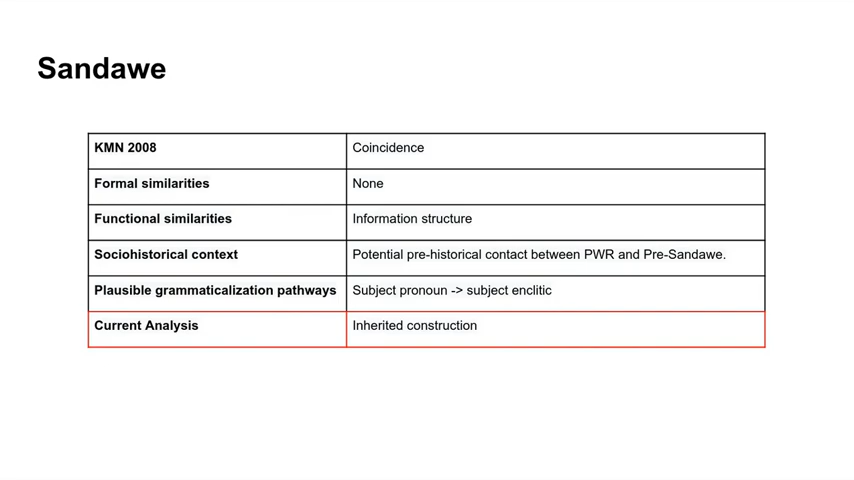 Sandawe
KMN 2008 Coincidence
Formal similarities None
Functional similarities Information structure
Sociohistorical context Potential pre-historical contact between PWR and Pre-Sandawe.
Plausible grammaticalization pathways Subject pronoun -> subject enclitic
Current Analysis Inherited construction